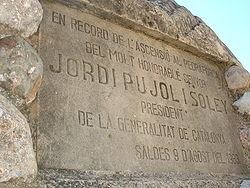 EN RECORD DE L'ASCENSIÓ AL PEDRAFORCA
DEL MOLT HONORABLE SENYOR
JORDI PUJOL I SOLEY
PRESIDENT
DE LA GENERALITAT DE CATALUNYA
SALDES 9 D'AGOST DEL